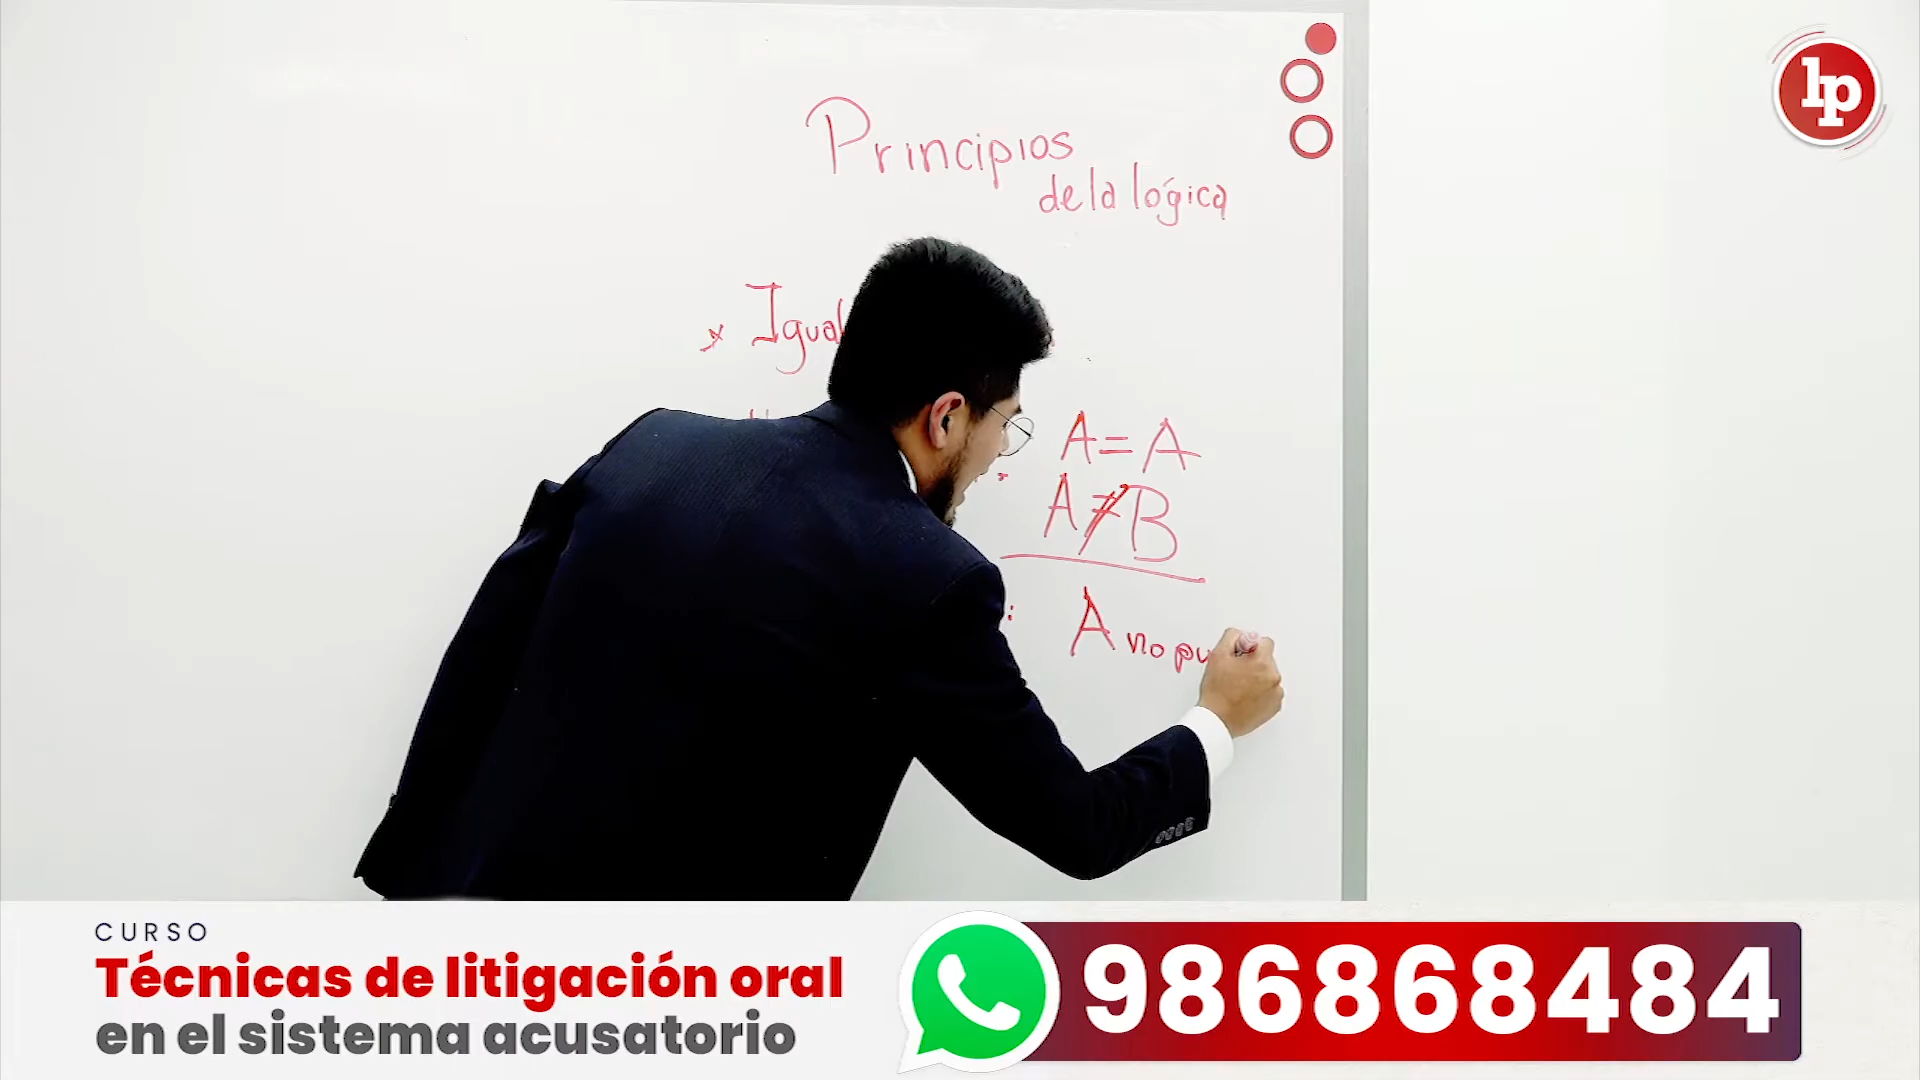 lp
Principios
de la lógica
Igual
A = A
A ≠ B
A no pu
CURSO
Técnicas de litigación oral
en el sistema acusatorio
986868484